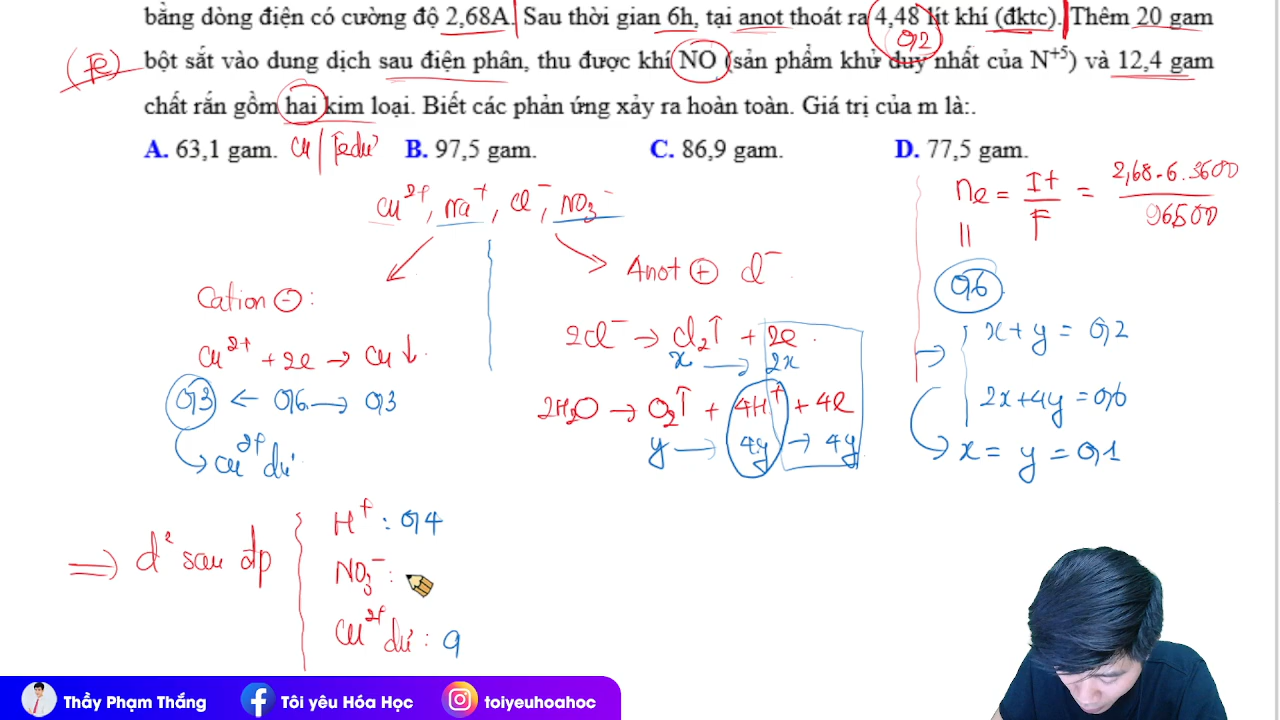 bằng dòng điện có cường độ 2,68A. Sau thời gian 6h, tại anot thoát ra 4,48 lít khí (đktc). Thêm 20 gam
0,2
(Fe) bột sắt vào dung dịch sau điện phân, thu được khí NO (sản phẩm khử duy nhất của N+5) và 12,4 gam
chất rắn gồm hai kim loại. Biết các phản ứng xảy ra hoàn toàn. Giá trị của m là:.
A. 63,1 gam. Cu | Fe dư B. 97,5 gam. C. 86,9 gam. D. 77,5 gam.
Cu2+, Na+, Cl-, NO3-
ne = It/F = 2,68.6.3600/96500
Cation ⊖:
Anot ⊕ Cl-
0,6
Cu2+ + 2e → Cu↓
2Cl- → Cl2↑ + 2e
x → 2x
x + y = 0,2
0,3 ← 0,6 → 0,3
2H2O → O2↑ + 4H+ + 4e
2x + 4y = 0,6
Cu2+ dư
y → 4y → 4y
x = y = 0,1
⇒ d2 sau đp
H+ : 0,4
NO3- :
Cu2+ dư : a
Thầy Phạm Thắng
Tôi yêu Hóa Học
toiyeuhoahoc